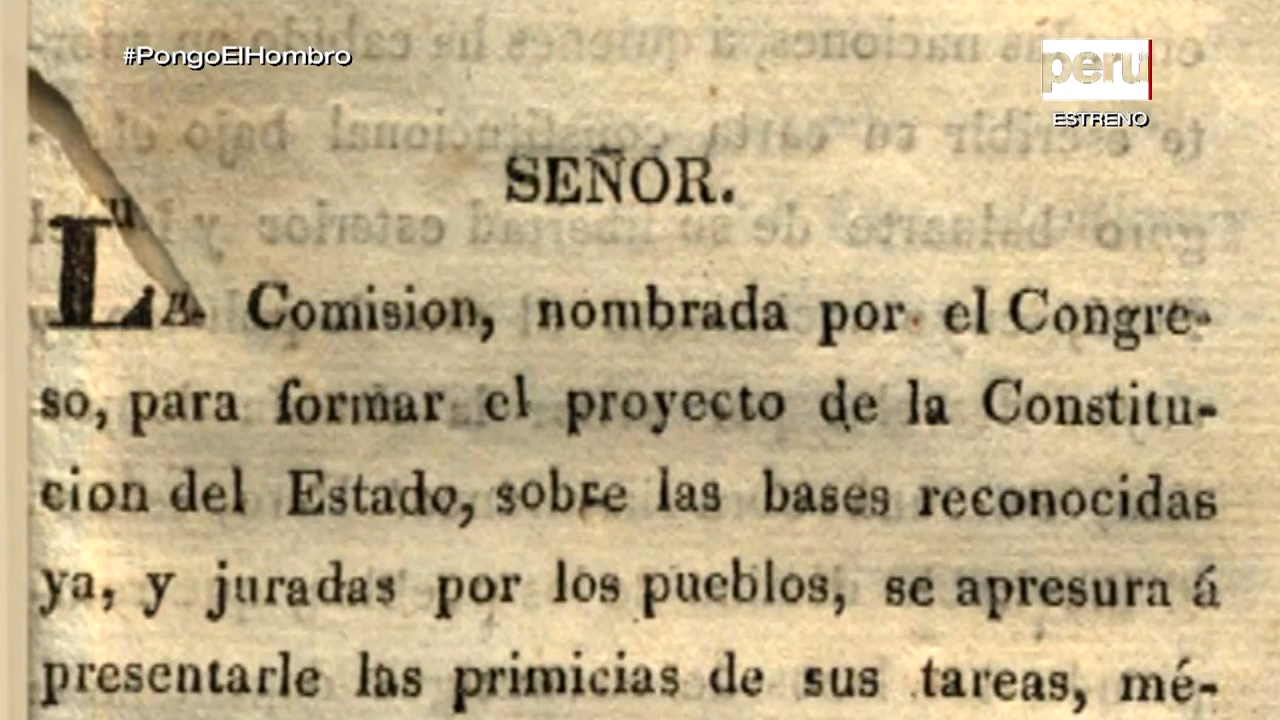 #PongoElHombro
peru
ESTRENO
SEÑOR.
LA Comision, nombrada por el Congre-
so, para formar el proyecto de la Constitu-
cion del Estado, sobre las bases reconocidas
ya, y juradas por los pueblos, se apresura á
presentarle las primicias de sus tareas, mé-